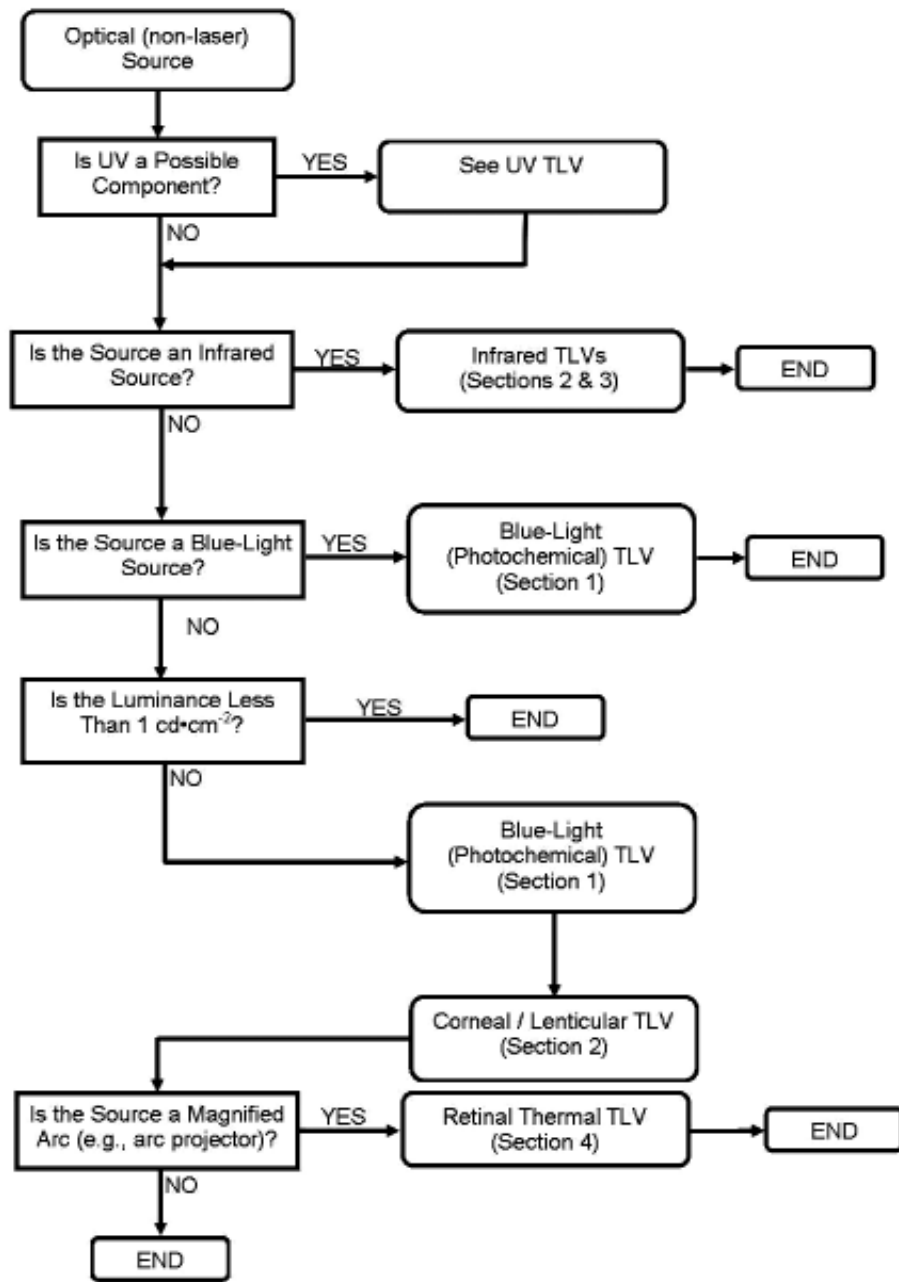 Optical (non-laser)
Source
Is UV a Possible
Component?
YES
See UV TLV
NO
Is the Source an Infrared
Source?
YES
Infrared TLVs
(Sections 2 & 3)
END
NO
Is the Source a Blue-Light
Source?
YES
Blue-Light
(Photochemical) TLV
(Section 1)
END
NO
Is the Luminance Less
Than 1 cd•cm⁻²?
YES
END
NO
Blue-Light
(Photochemical) TLV
(Section 1)
Corneal / Lenticular TLV
(Section 2)
Is the Source a Magnified
Arc (e.g., arc projector)?
YES
Retinal Thermal TLV
(Section 4)
END
NO
END